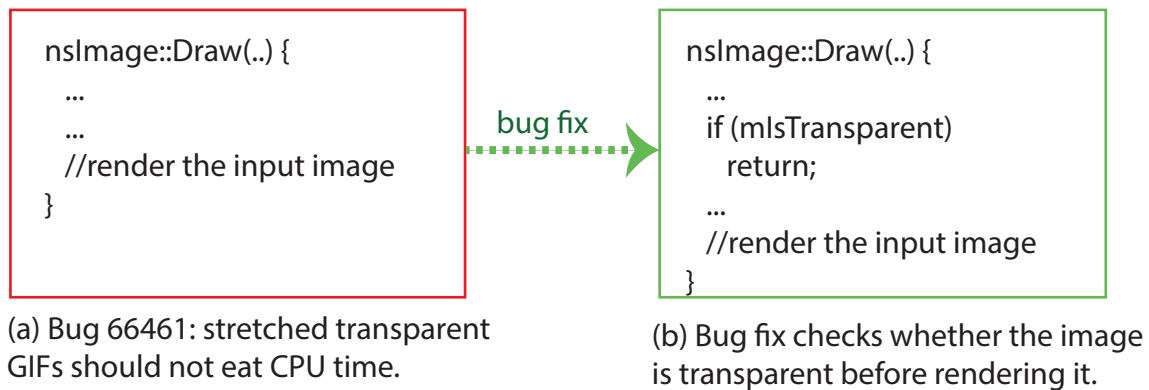 nsImage::Draw(..) {
...
...
//render the input image
}
bug fix
nsImage::Draw(..) {
...
if (mIsTransparent)
return;
...
//render the input image
}
(a) Bug 66461: stretched transparent
GIFs should not eat CPU time.
(b) Bug fix checks whether the image
is transparent before rendering it.